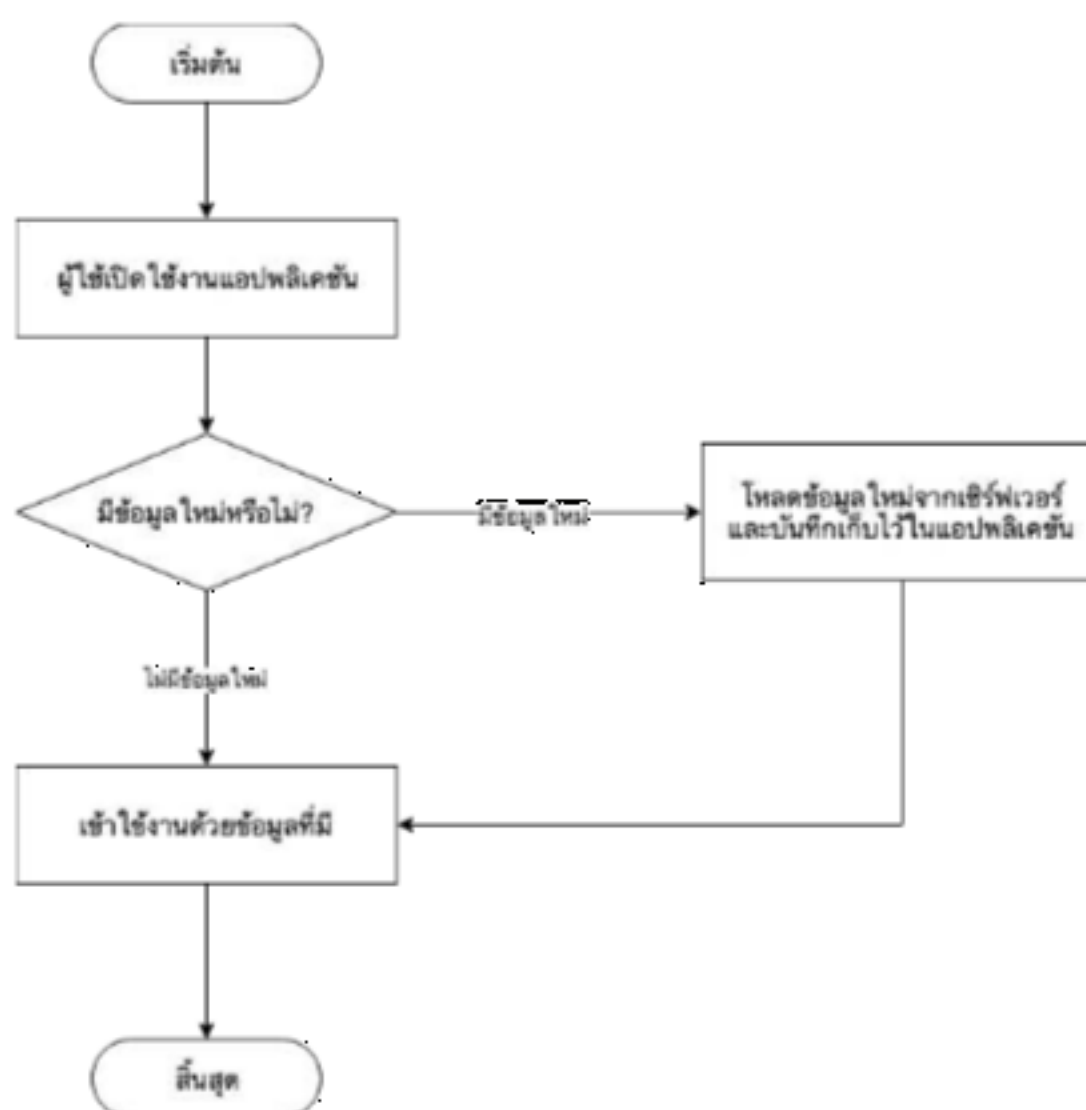 เริ่มต้น
ผู้ใช้เปิดใช้งานแอปพลิเคชัน
มีข้อมูลใหม่หรือไม่?
มีข้อมูลใหม่
โหลดข้อมูลใหม่จากเซิร์ฟเวอร์
และบันทึกเก็บไว้ในแอปพลิเคชัน
ไม่มีข้อมูลใหม่
เข้าใช้งานด้วยข้อมูลที่มี
สิ้นสุด